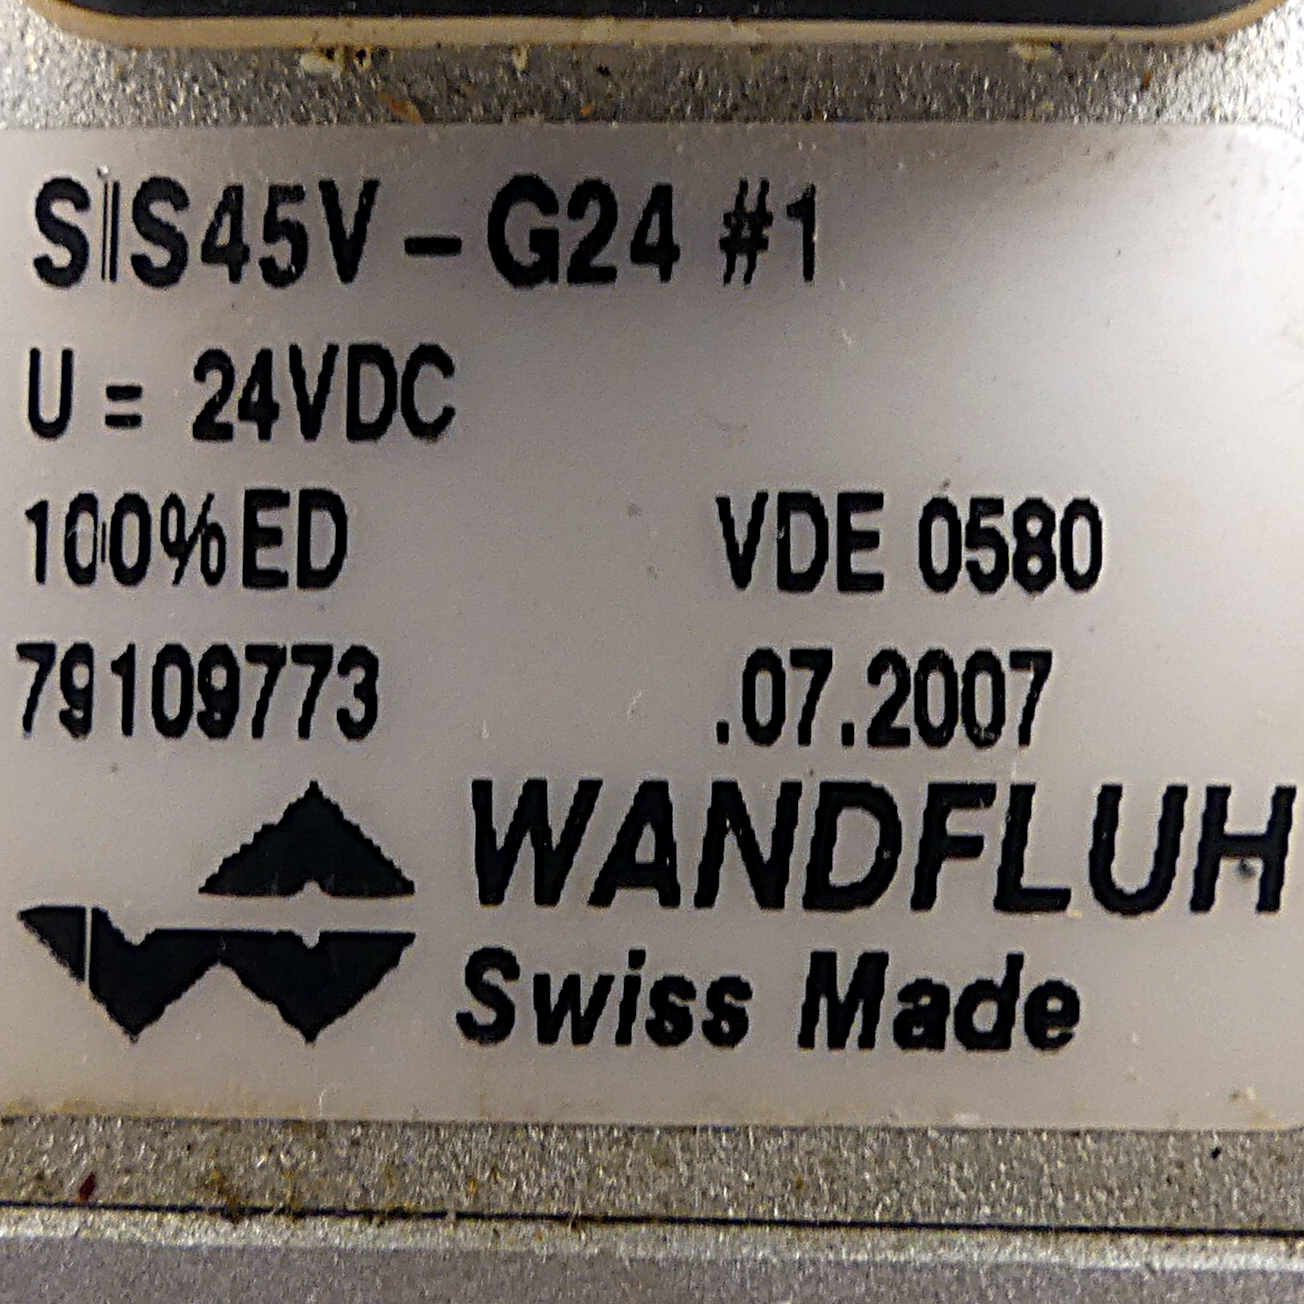 SIS45V - G24 #1
U = 24VDC
100%ED VDE 0580
79109773 .07.2007
WANDFLUH
Swiss Made